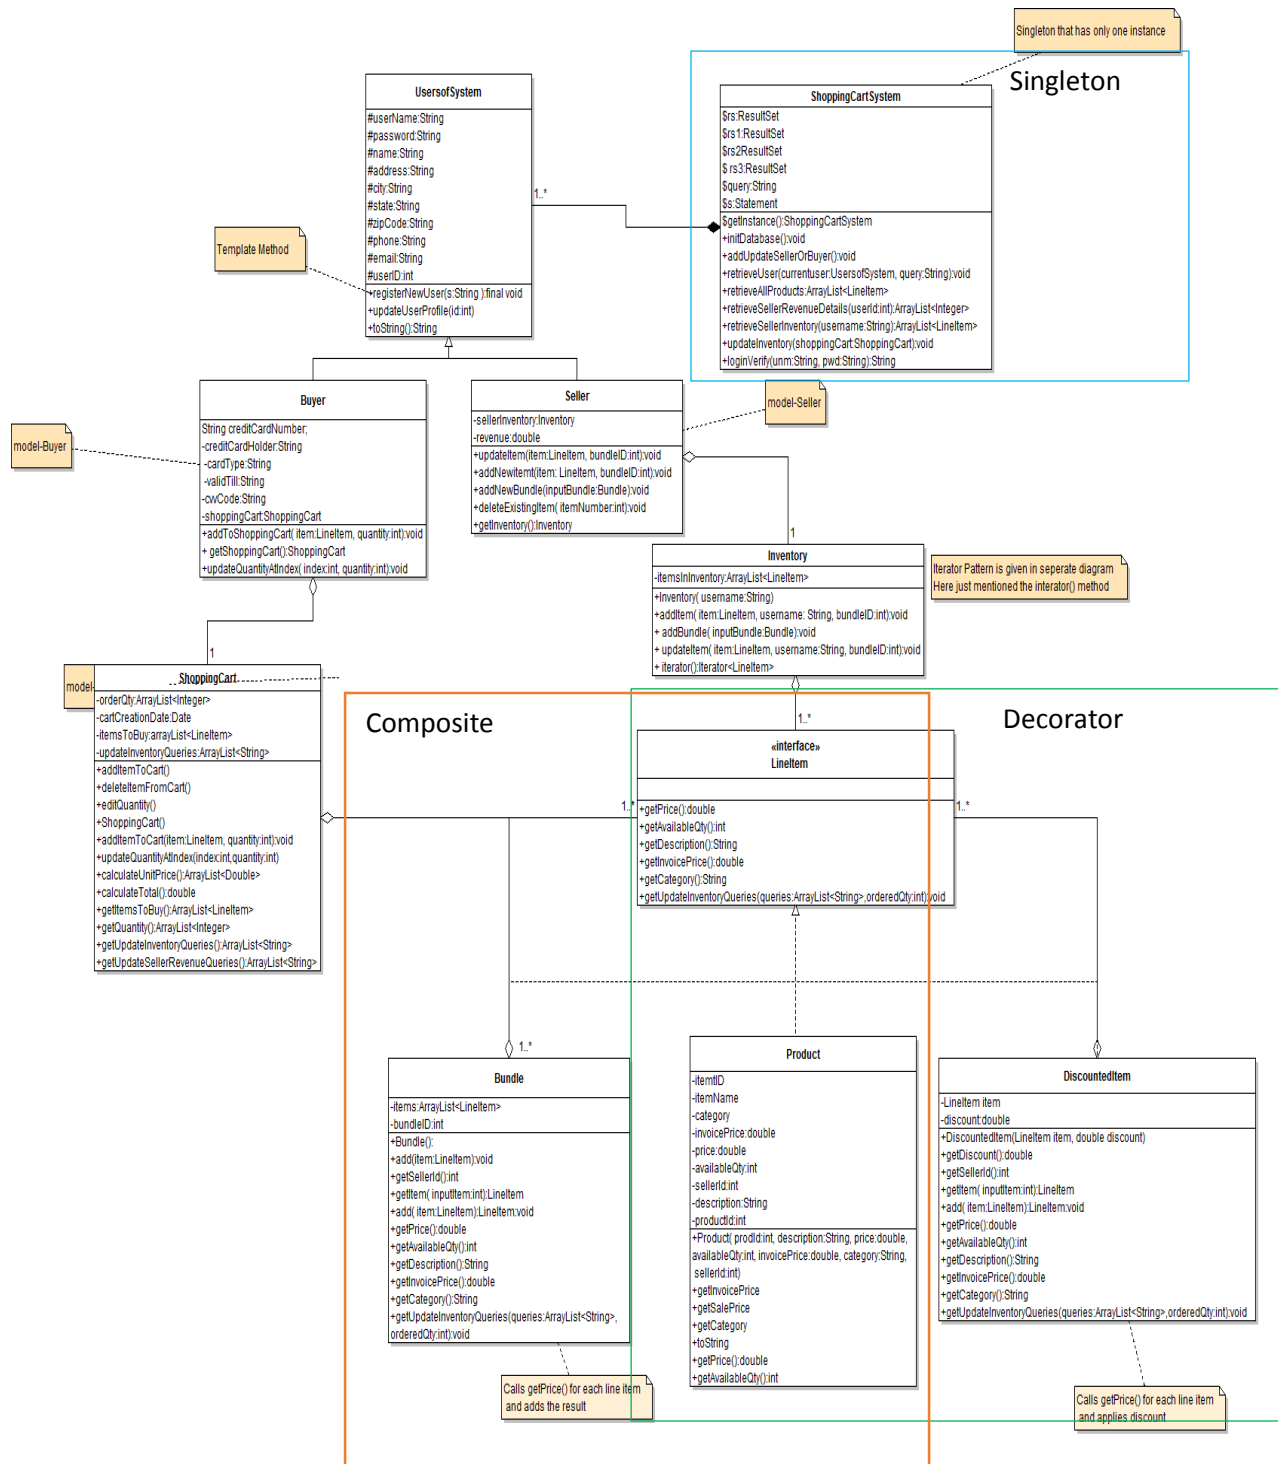 Singleton that has only one instance
Singleton
UsersofSystem
#userName:String
#password:String
#name:String
#address:String
#city:String
#state:String
#zipCode:String
#phone:String
#email:String
#userID:int
+registerNewUser(s:String ):final void
+updateUserProfile(id:int)
+toString():String
1..*
ShoppingCartSystem
$rs:ResultSet
$rs1:ResultSet
$rs2ResultSet
$ rs3:ResultSet
$query:String
$s:Statement
$getInstance():ShoppingCartSystem
+initDatabase():void
+addUpdateSellerOrBuyer():void
+retrieveUser(currentuser:UsersofSystem, query:String):void
+retrieveAllProducts:ArrayList<LineItem>
+retrieveSellerRevenueDetails(userId:int):ArrayList<Integer>
+retrieveSellerInventory(username:String):ArrayList<LineItem>
+updateInventory(shoppingCart:ShoppingCart):void
+loginVerify(unm:String, pwd:String):String
Template Method
Buyer
String creditCardNumber;
-creditCardHolder:String
-cardType:String
-validTill:String
-cvvCode:String
-shoppingCart:ShoppingCart
+addToShoppingCart( item:LineItem, quantity:int):void
+ getShoppingCart():ShoppingCart
+updateQuantityAtIndex( index:int, quantity:int):void
model-Buyer
Seller
-sellerInventory:Inventory
-revenue:double
+updateItem(item:LineItem, bundleID:int):void
+addNewitemt(item: LineItem, bundleID:int):void
+addNewBundle(inputBundle:Bundle):void
+deleteExistingItem( itemNumber:int):void
+getInventory():Inventory
model-Seller
1
Inventory
-itemsInInventory:ArrayList<LineItem>
+Inventory( username:String)
+addItem( item:LineItem, username: String, bundleID:int):void
+ addBundle( inputBundle:Bundle):void
+ updateItem( item:LineItem, username:String, bundleID:int):void
+ iterator():Iterator<LineItem>
Iterator Pattern is given in seperate diagram
Here just mentioned the interator() method
1
model-
ShoppingCart
-orderQty:ArrayList<Integer>
-cartCreationDate:Date
-itemsToBuy:arrayList<LineItem>
-updateInventoryQueries:ArrayList<String>
+addItemToCart()
+deleteItemFromCart()
+editQuantity()
+ShoppingCart()
+addItemToCart(item:LineItem, quantity:int):void
+updateQuantityAtIndex(index:int,quantity:int)
+calculateUnitPrice():ArrayList<Double>
+calculateTotal():double
+getItemsToBuy():ArrayList<LineItem>
+getQuantity():ArrayList<Integer>
+getUpdateInventoryQueries():ArrayList<String>
+getUpdateSellerRevenueQueries():ArrayList<String>
Composite
Decorator
1..*
«interface»
LineItem
+getPrice():double
+getAvailableQty():int
+getDescription():String
+getInvoicePrice():double
+getCategory():String
+getUpdateInventoryQueries(queries:ArrayList<String>,orderedQty:int):void
1..*
1..*
1..*
Bundle
-items:ArrayList<LineItem>
-bundleID:int
+Bundle():
+add(item:LineItem):void
+getSellerId():int
+getItem( inputItem:int):LineItem
+add( item:LineItem):LineItem:void
+getPrice():double
+getAvailableQty():int
+getDescription():String
+getInvoicePrice():double
+getCategory():String
+getUpdateInventoryQueries(queries:ArrayList<String>,
orderedQty:int):void
Calls getPrice() for each line item
and adds the result
Product
-itemtID
-itemName
-category
-invoicePrice:double
-price:double
-availableQty:int
-sellerId:int
-description:String
-productId:int
+Product( prodId:int, description:String, price:double,
availableQty:int, invoicePrice:double, category:String,
sellerId:int)
+getInvoicePrice
+getSalePrice
+getCategory
+toString
+getPrice():double
+getAvailableQty():int
DiscountedItem
-LineItem item
-discount:double
+DiscountedItem(LineItem item, double discount)
+getDiscount():double
+getSellerId():int
+getItem( inputItem:int):LineItem
+add( item:LineItem):LineItem:void
+getPrice():double
+getAvailableQty():int
+getDescription():String
+getInvoicePrice():double
+getCategory():String
+getUpdateInventoryQueries(queries:ArrayList<String>,orderedQty:int):void
Calls getPrice() for each line item
and applies discount